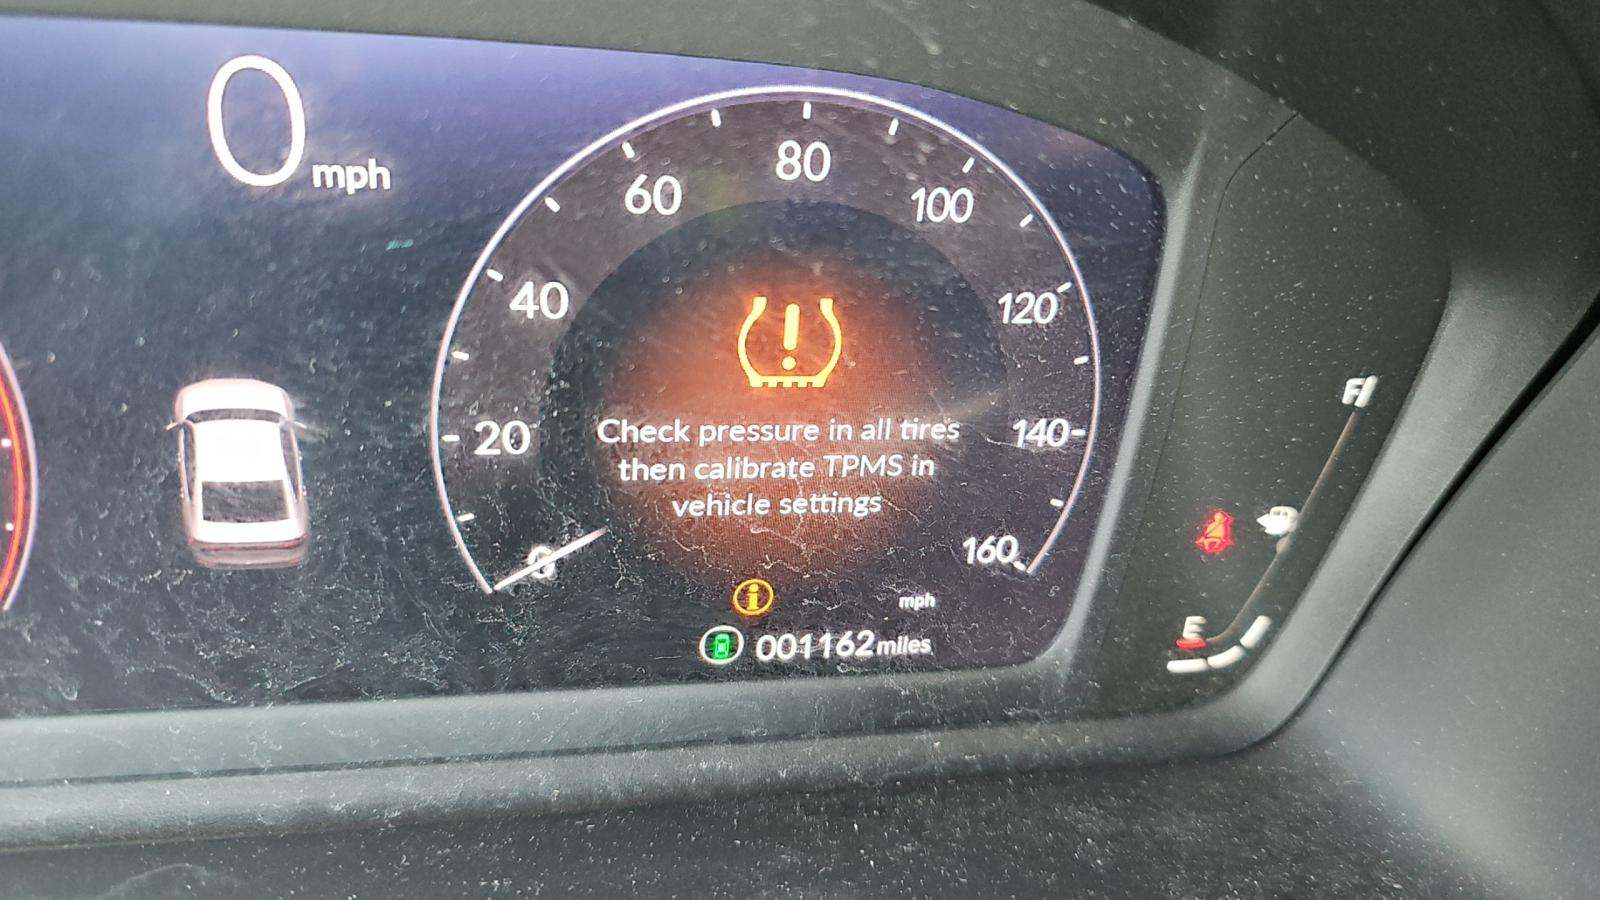 0 mph
80
60
100
40
120
Check pressure in all tires
20
140
then calibrate TPMS in
vehicle settings
0
160
mph
001162 miles
F
E